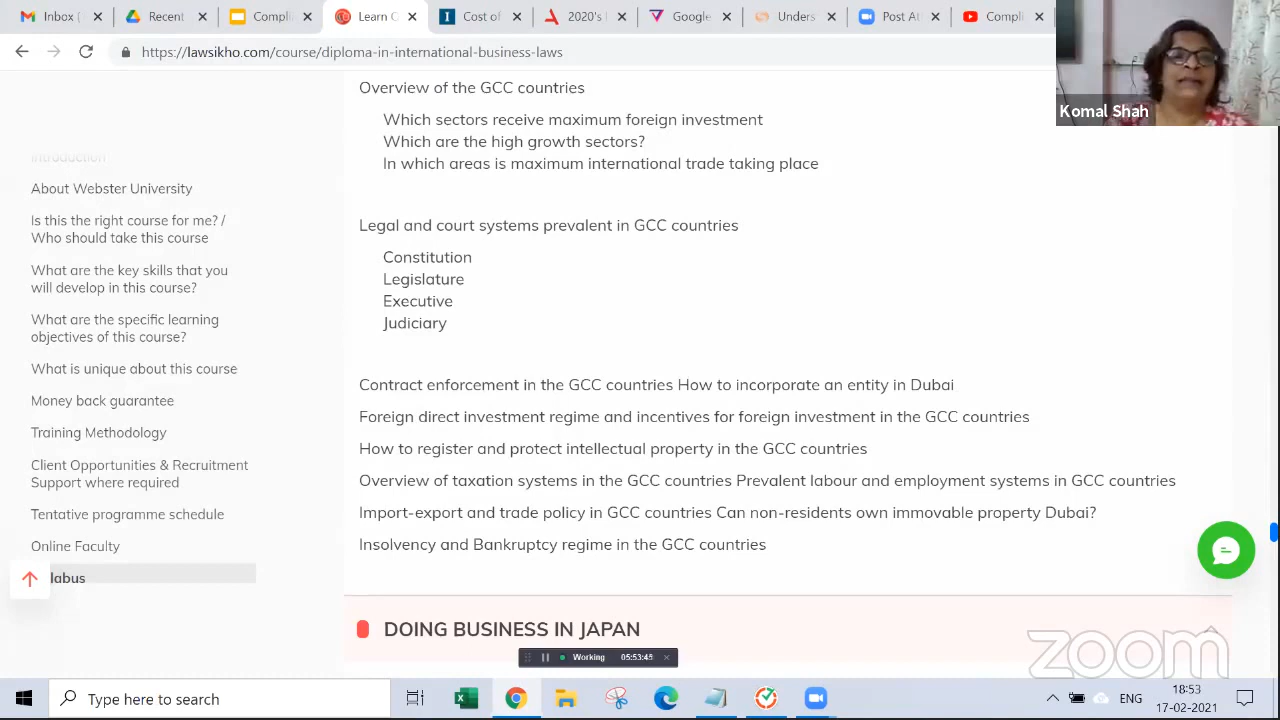 Inbo
Recent
Compli
Learn C
Cost of
2020's
Google
Unders
Post At
Compli
https://lawsikho.com/course/diploma-in-international-business-laws
Komal Shah
Introduction
About Webster University
Is this the right course for me? /
Who should take this course
What are the key skills that you
will develop in this course?
What are the specific learning
objectives of this course?
What is unique about this course
Money back guarantee
Training Methodology
Client Opportunities & Recruitment
Support where required
Tentative programme schedule
Online Faculty
llabus
Overview of the GCC countries
Which sectors receive maximum foreign investment
Which are the high growth sectors?
In which areas is maximum international trade taking place
Legal and court systems prevalent in GCC countries
Constitution
Legislature
Executive
Judiciary
Contract enforcement in the GCC countries How to incorporate an entity in Dubai
Foreign direct investment regime and incentives for foreign investment in the GCC countries
How to register and protect intellectual property in the GCC countries
Overview of taxation systems in the GCC countries Prevalent labour and employment systems in GCC countries
Import-export and trade policy in GCC countries Can non-residents own immovable property Dubai?
Insolvency and Bankruptcy regime in the GCC countries
DOING BUSINESS IN JAPAN
Working 05:53:45
zoom
Type here to search
ENG
18:53
17-02-2021